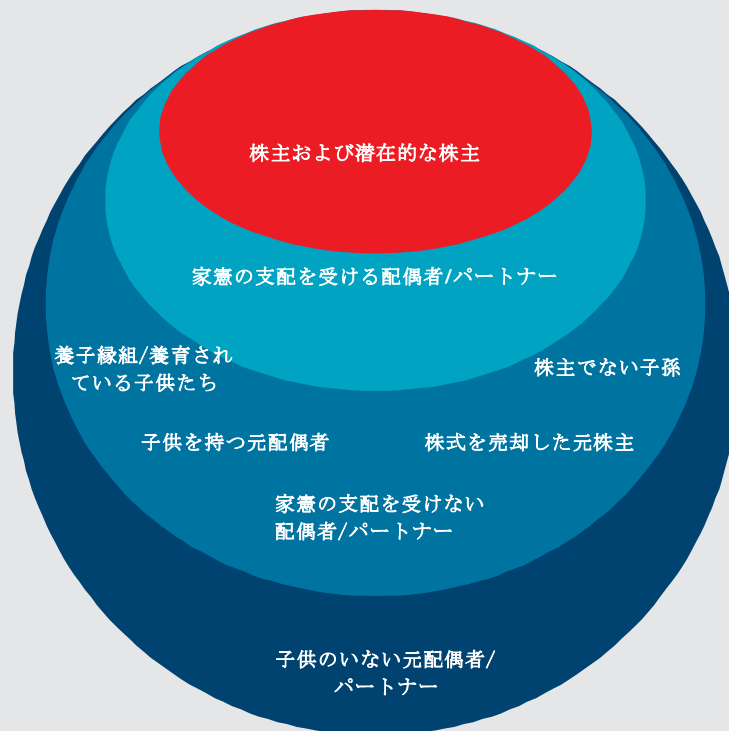 株主および潜在的な株主
家憲の支配を受ける配偶者/パートナー
養子縁組/養育され
ている子供たち
株主でない子孫
子供を持つ元配偶者
株式を売却した元株主
家憲の支配を受けない
配偶者/パートナー
子供のいない元配偶者/
パートナー